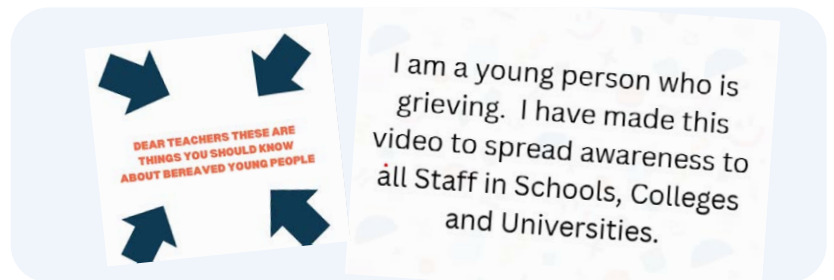 DEAR TEACHERS THESE ARE
THINGS YOU SHOULD KNOW
ABOUT BEREAVED YOUNG PEOPLE
I am a young person who is
grieving. I have made this
video to spread awareness to
all Staff in Schools, Colleges
and Universities.